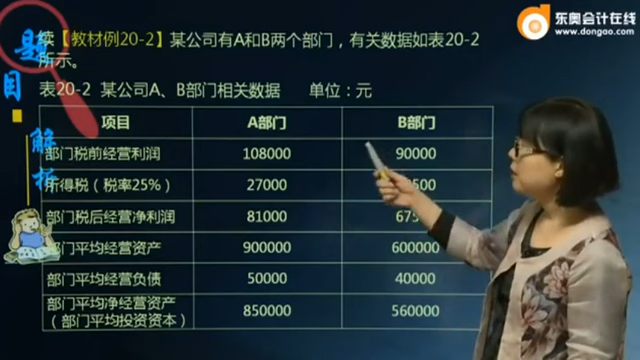 东奥会计在线
www.dongao.com
题目解析
续【教材例20-2】某公司有A和B两个部门，有关数据如表20-2
所示。
表20-2 某公司A、B部门相关数据 单位：元
项目 A部门 B部门
部门税前经营利润 108000 90000
所得税（税率25%） 27000 500
部门税后经营净利润 81000 675
部门平均经营资产 900000 600000
部门平均经营负债 50000 40000
部门平均净经营资产
（部门平均投资资本） 850000 560000